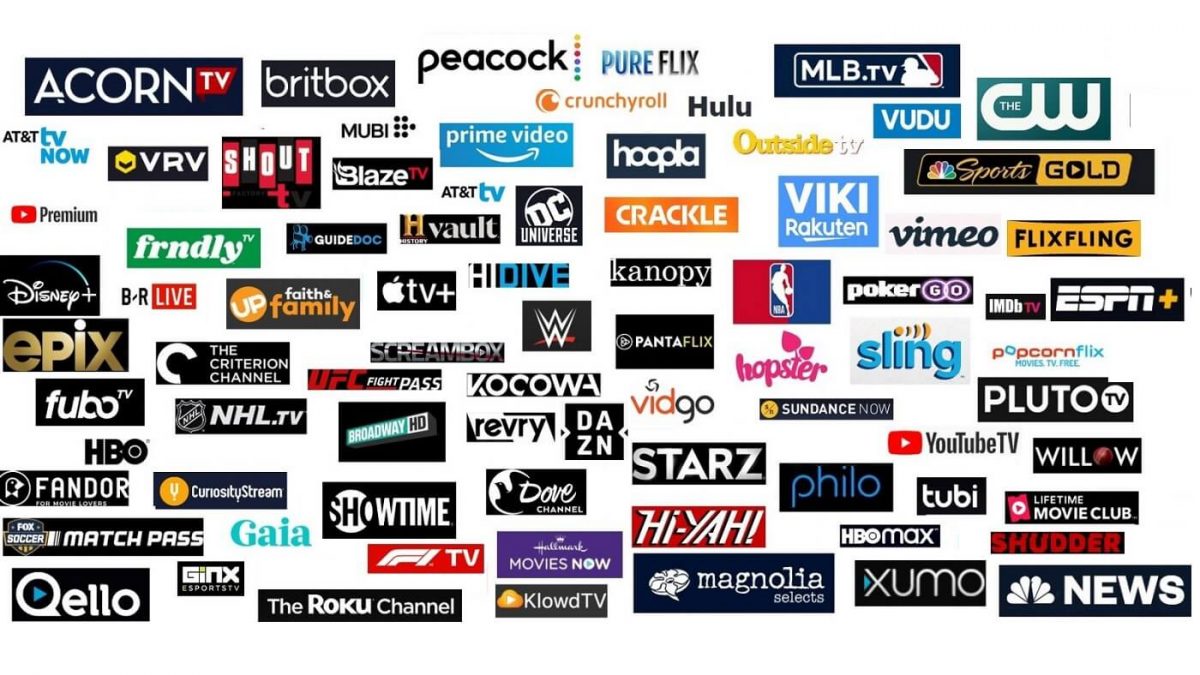 peacock
PURE FLIX
ACORN TV
britbox
MLB.TV
crunchyroll
Hulu
VUDU
THE CW
AT&T tv
NOW
VRV
SHOUT
FACTORY tv
MUBI
BlazeTV
prime video
hoopla
Outside tv
Sports GOLD
Premium
AT&T tv
DC
UNIVERSE
CRACKLE
VIKI
Rakuten
vimeo
FLIXFLING
frndly TV
GUIDEDOC
H vault
HISTORY
Disney+
B/R LIVE
UP faith &
family
tv+
HIDIVE
kanopy
NBA
pokerGO
IMDb TV
ESPN+
epix
THE
CRITERION
CHANNEL
SCREAMBOX
W
PANTAFLIX
hopster
sling
popcornflix
MOVIES. TV. FREE.
UFC FIGHT PASS
KOCOWA
fubo TV
NHL
NHL.TV
BROADWAY HD
revry
DA
ZN
vidgo
SUNDANCE NOW
PLUTO TV
HBO
YouTubeTV
WILLOW
FANDOR
FOR MOVIE LOVERS
CuriosityStream
SHOWTIME
Dove
CHANNEL
STARZ
philo
tubi
LIFETIME
MOVIE CLUB
FOX
SOCCER MATCH PASS
Gaia
F1 TV
Hallmark
MOVIES NOW
Hi-YAH!
HBOMAX
SHUDDER
Qello
GINX
ESPORTS TV
The Roku Channel
KlowdTV
magnolia
selects
XUMO
NEWS